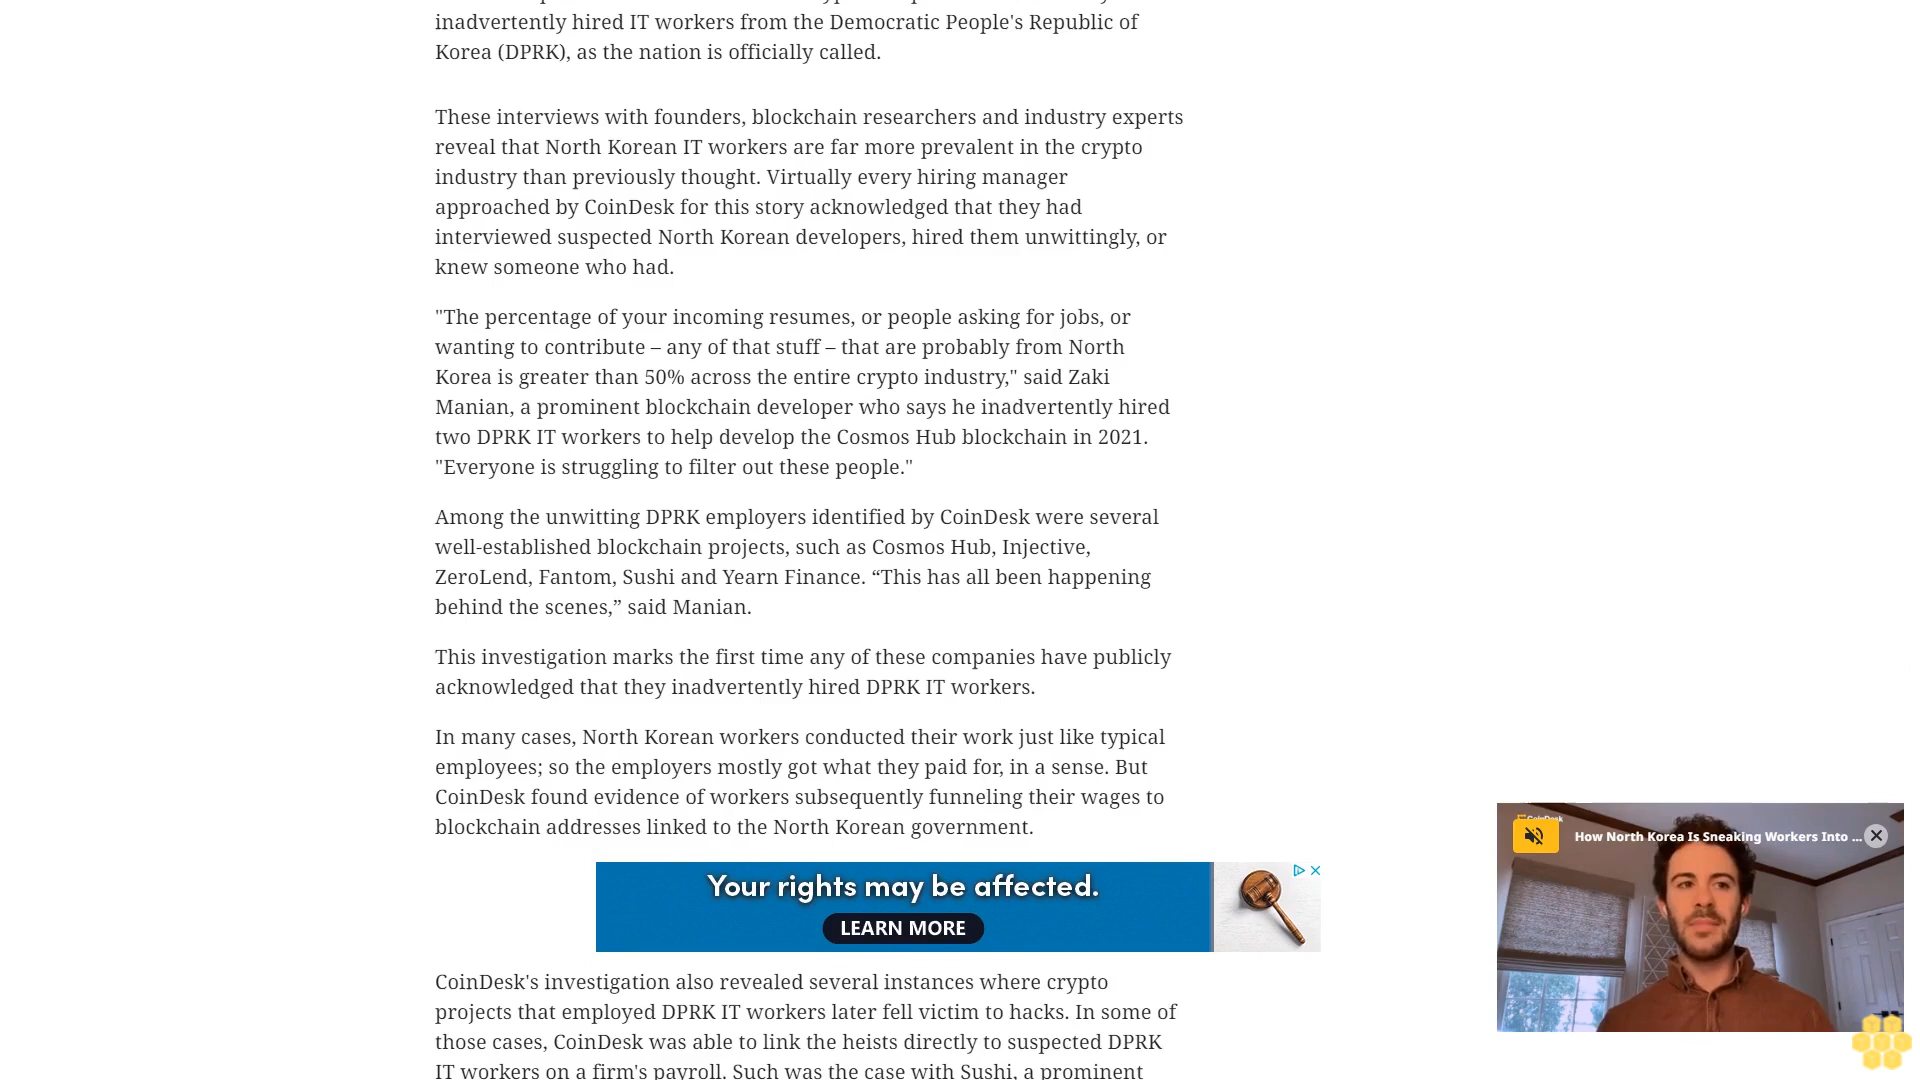 inadvertently hired IT workers from the Democratic People's Republic of
Korea (DPRK), as the nation is officially called.
These interviews with founders, blockchain researchers and industry experts
reveal that North Korean IT workers are far more prevalent in the crypto
industry than previously thought. Virtually every hiring manager
approached by CoinDesk for this story acknowledged that they had
interviewed suspected North Korean developers, hired them unwittingly, or
knew someone who had.
"The percentage of your incoming resumes, or people asking for jobs, or
wanting to contribute – any of that stuff – that are probably from North
Korea is greater than 50% across the entire crypto industry," said Zaki
Manian, a prominent blockchain developer who says he inadvertently hired
two DPRK IT workers to help develop the Cosmos Hub blockchain in 2021.
"Everyone is struggling to filter out these people."
Among the unwitting DPRK employers identified by CoinDesk were several
well-established blockchain projects, such as Cosmos Hub, Injective,
ZeroLend, Fantom, Sushi and Yearn Finance. “This has all been happening
behind the scenes,” said Manian.
This investigation marks the first time any of these companies have publicly
acknowledged that they inadvertently hired DPRK IT workers.
In many cases, North Korean workers conducted their work just like typical
employees; so the employers mostly got what they paid for, in a sense. But
CoinDesk found evidence of workers subsequently funneling their wages to
blockchain addresses linked to the North Korean government.
Your rights may be affected.
LEARN MORE
CoinDesk's investigation also revealed several instances where crypto
projects that employed DPRK IT workers later fell victim to hacks. In some of
those cases, CoinDesk was able to link the heists directly to suspected DPRK
IT workers on a firm's payroll. Such was the case with Sushi, a prominent
CoinDesk
How North Korea Is Sneaking Workers Into ...